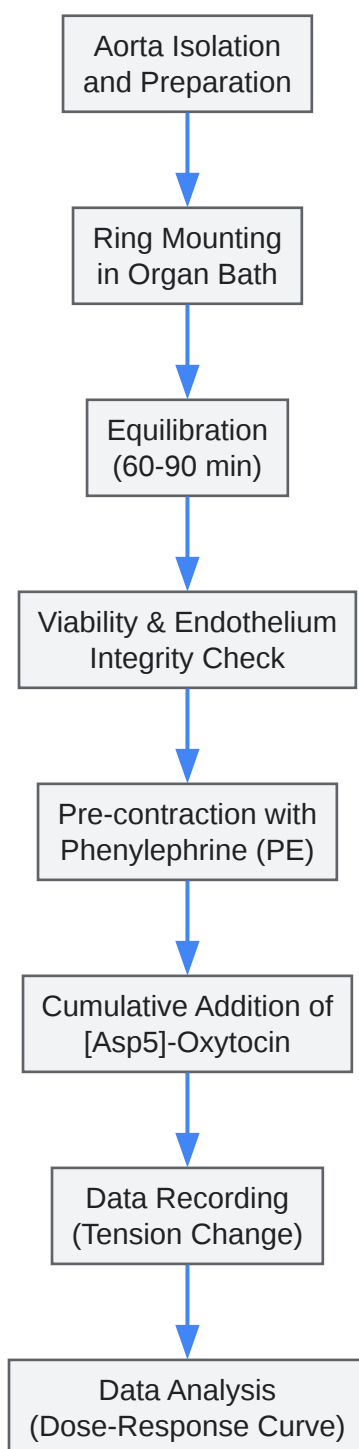 Aorta Isolation
and Preparation
Ring Mounting
in Organ Bath
Equilibration
(60-90 min)
Viability & Endothelium
Integrity Check
Pre-contraction with
Phenylephrine (PE)
Cumulative Addition of
[Asp5]-Oxytocin
Data Recording
(Tension Change)
Data Analysis
(Dose-Response Curve)